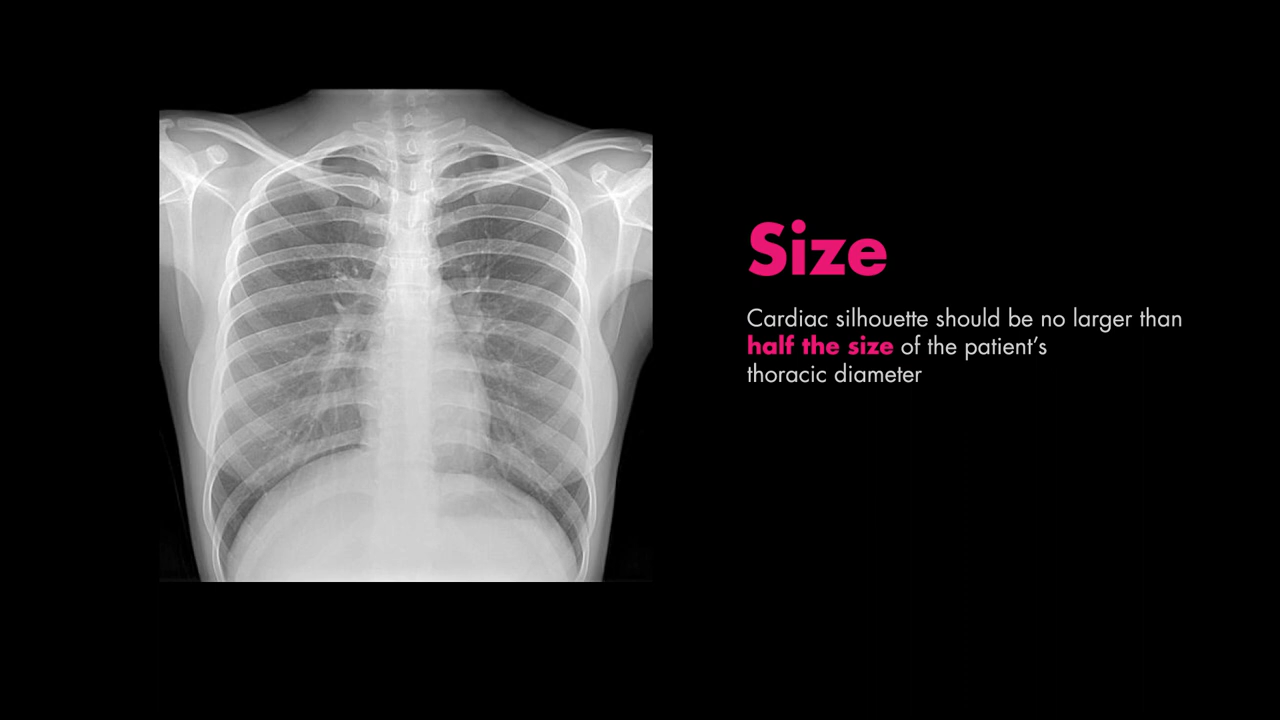 Size
Cardiac silhouette should be no larger than
half the size of the patient’s
thoracic diameter